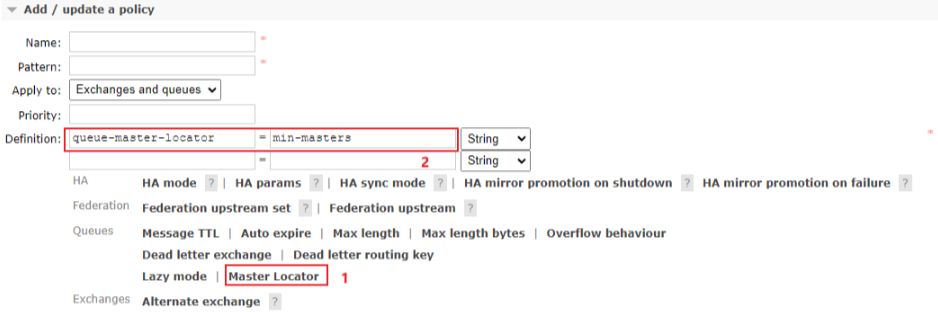 Add / update a policy
Name: *
Pattern: *
Apply to: Exchanges and queues
Priority:
Definition: queue-master-locator = min-masters String *
= 2 String
HA HA mode ? | HA params ? | HA sync mode ? | HA mirror promotion on shutdown ? HA mirror promotion on failure ?
Federation Federation upstream set ? | Federation upstream ?
Queues Message TTL | Auto expire | Max length | Max length bytes | Overflow behaviour
Dead letter exchange | Dead letter routing key
Lazy mode | Master Locator 1
Exchanges Alternate exchange ?